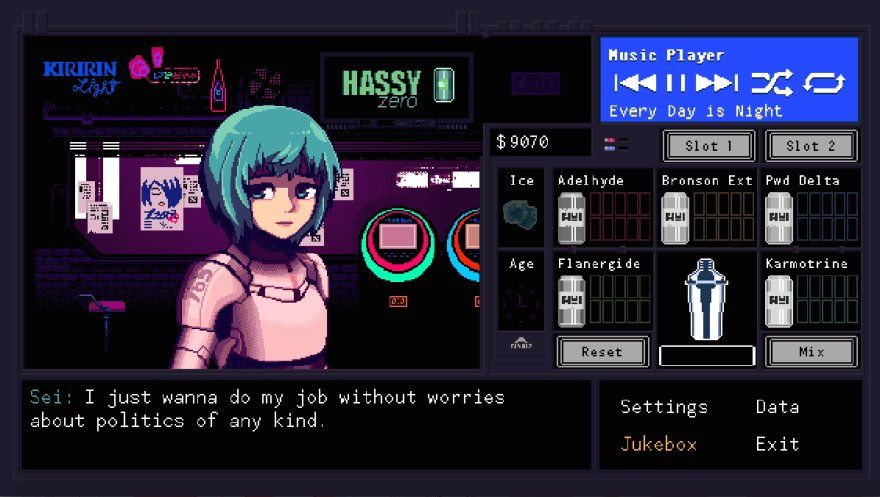 KIRIRIN
Light
HASSY
zero
Music Player
Every Day is Night
$9070
Slot 1
Slot 2
Ice
Adelhyde
Bronson Ext
Pwd Delta
Age
Flanergide
Karmotrine
Reset
Mix
Sei: I just wanna do my job without worries
about politics of any kind.
Settings
Data
Jukebox
Exit